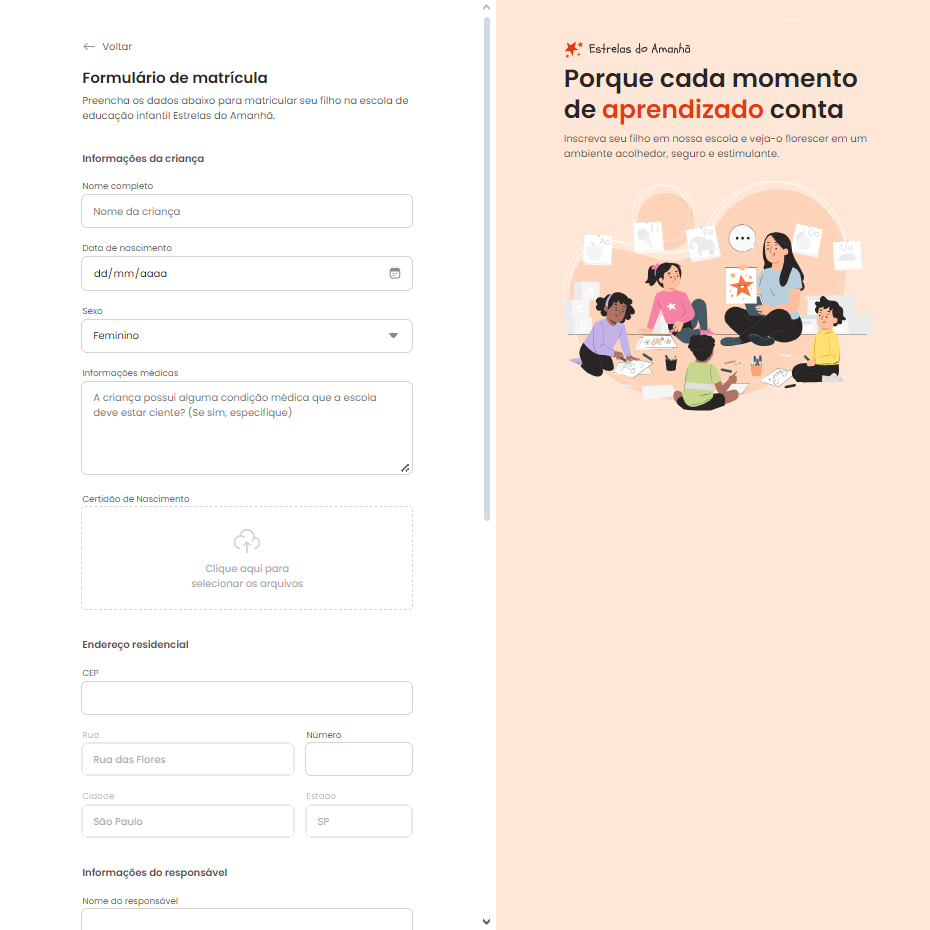 Voltar
Formulário de matrícula
Preencha os dados abaixo para matricular seu filho na escola de
educação infantil Estrelas do Amanhã.
Informações da criança
Nome completo
Nome da criança
Data de nascimento
dd/mm/aaaa
Sexo
Feminino
Informações médicas
A criança possui alguma condição médica que a escola
deve estar ciente? (Se sim, especifique)
Certidão de Nascimento
Clique aqui para
selecionar os arquivos
Endereço residencial
CEP
Rua
Número
Rua das Flores
Cidade
Estado
São Paulo
SP
Informações do responsável
Nome do responsável
Estrelas do Amanhã
Porque cada momento
de aprendizado conta
Inscreva seu filho em nossa escola e veja-o florescer em um
ambiente acolhedor, seguro e estimulante.
Aa
Ii
Ee
Oo
Uu
A
C
B